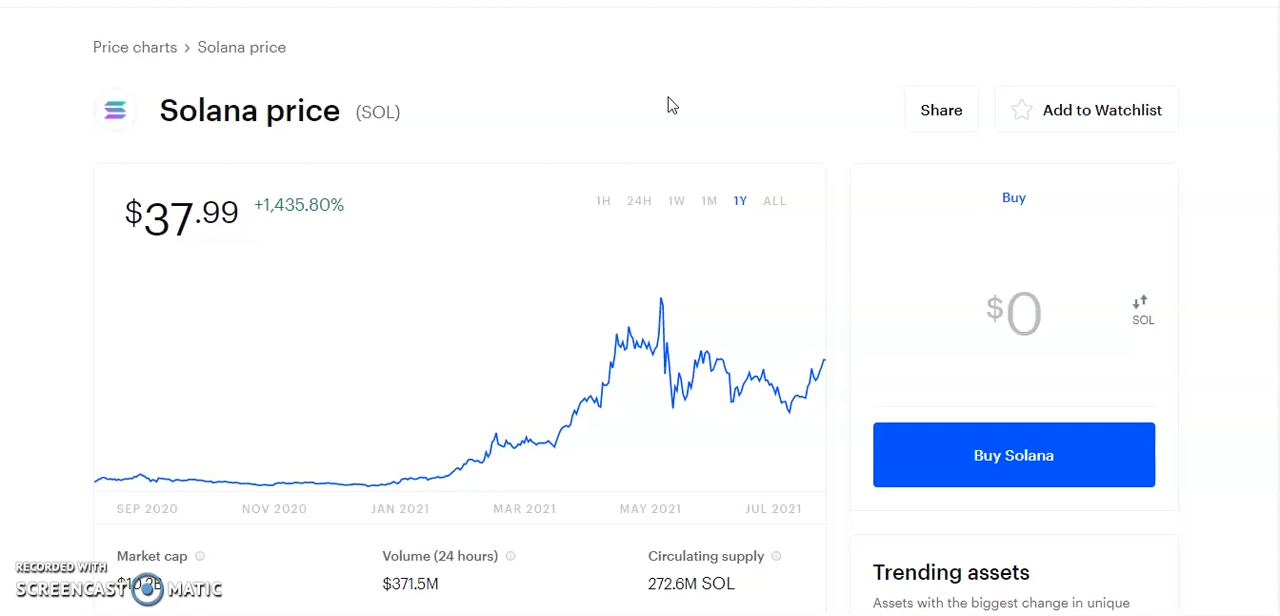 Price charts › Solana price
Solana price (SOL)
Share
Add to Watchlist
$37.99 +1,435.80%
1H 24H 1W 1M 1Y ALL
Buy
$0
SOL
Buy Solana
SEP 2020 NOV 2020 JAN 2021 MAR 2021 MAY 2021 JUL 2021
Market cap
Volume (24 hours)
$371.5M
Circulating supply
272.6M SOL
Trending assets
Assets with the biggest change in unique
RECORDED WITH
SCREENCAST MATIC